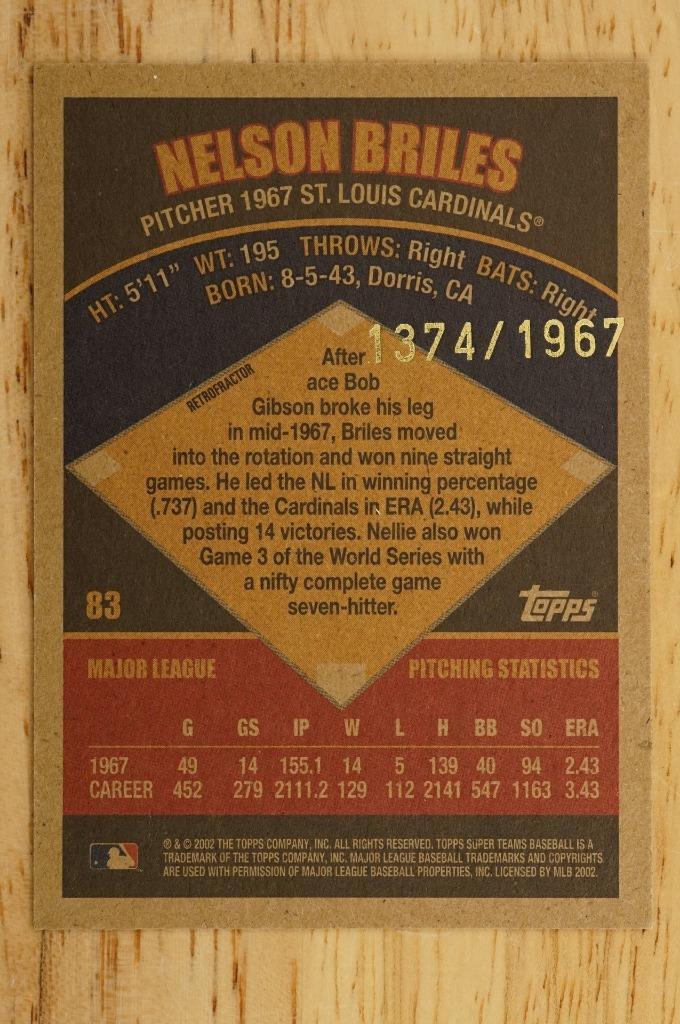 NELSON BRILES
PITCHER 1967 ST. LOUIS CARDINALS®
HT: 5'11" WT: 195 THROWS: Right BATS: Right
BORN: 8-5-43, Dorris, CA
1374/1967
RETROFRACTOR
After
ace Bob
Gibson broke his leg
in mid-1967, Briles moved
into the rotation and won nine straight
games. He led the NL in winning percentage
(.737) and the Cardinals in ERA (2.43), while
posting 14 victories. Nellie also won
Game 3 of the World Series with
a nifty complete game
seven-hitter.
83
topps®
MAJOR LEAGUE PITCHING STATISTICS
G GS IP W L H BB SO ERA
1967 49 14 155.1 14 5 139 40 94 2.43
CAREER 452 279 2111.2 129 112 2141 547 1163 3.43
® & © 2002 THE TOPPS COMPANY, INC. ALL RIGHTS RESERVED. TOPPS SUPER TEAMS BASEBALL IS A
TRADEMARK OF THE TOPPS COMPANY, INC. MAJOR LEAGUE BASEBALL TRADEMARKS AND COPYRIGHTS
ARE USED WITH PERMISSION OF MAJOR LEAGUE BASEBALL PROPERTIES, INC. LICENSED BY MLB 2002.